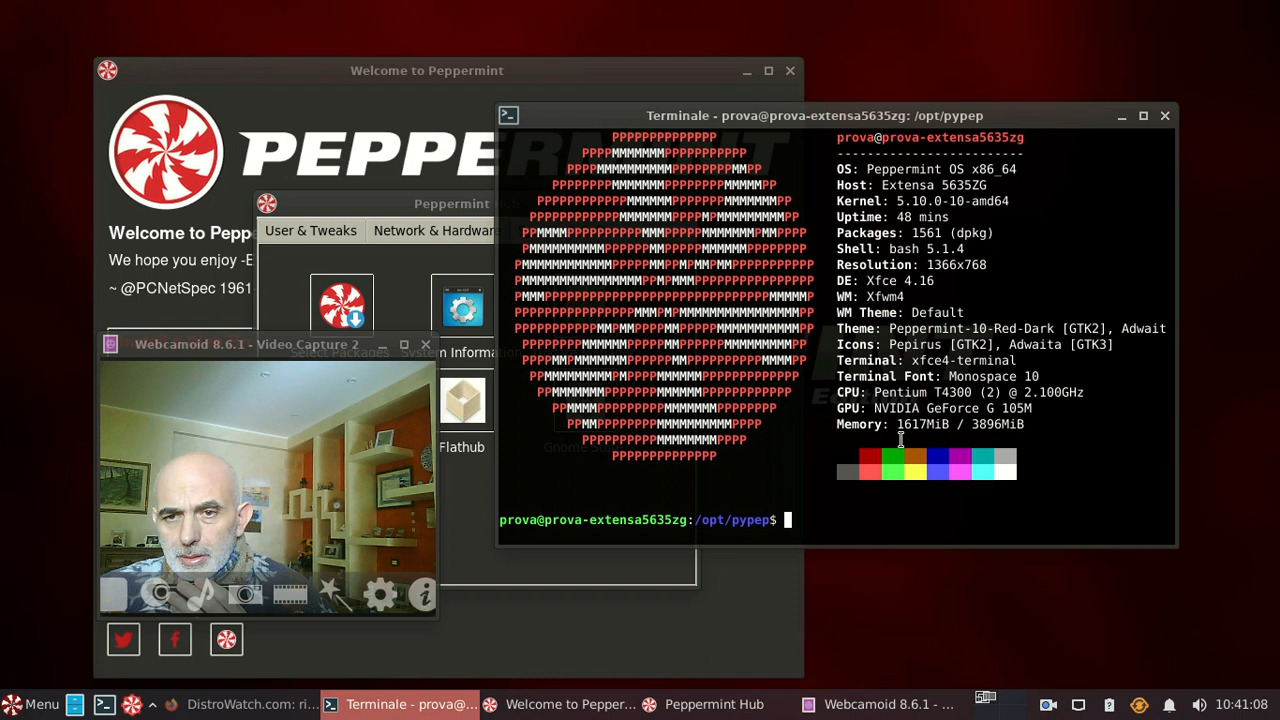 Welcome to Peppermint
PEPPERMINT
Welcome to Pepp
We hope you enjoy -E
~ @PCNetSpec 1961
Peppermint Hub
User & Tweaks
Network & Hardware
Select Packages
System Information
Flathub
Webcamoid 8.6.1 - Video Capture 2
Terminale - prova@prova-extensa5635zg: /opt/pypep
prova@prova-extensa5635zg
-------------------------
OS: Peppermint OS x86_64
Host: Extensa 5635ZG
Kernel: 5.10.0-10-amd64
Uptime: 48 mins
Packages: 1561 (dpkg)
Shell: bash 5.1.4
Resolution: 1366x768
DE: Xfce 4.16
WM: Xfwm4
WM Theme: Default
Theme: Peppermint-10-Red-Dark [GTK2], Adwait
Icons: Pepirus [GTK2], Adwaita [GTK3]
Terminal: xfce4-terminal
Terminal Font: Monospace 10
CPU: Pentium T4300 (2) @ 2.100GHz
GPU: NVIDIA GeForce G 105M
Memory: 1617MiB / 3896MiB
prova@prova-extensa5635zg:/opt/pypep$
Menu
DistroWatch.com: ri...
Terminale - prova@...
Welcome to Pepper...
Peppermint Hub
Webcamoid 8.6.1 - ...
10:41:08